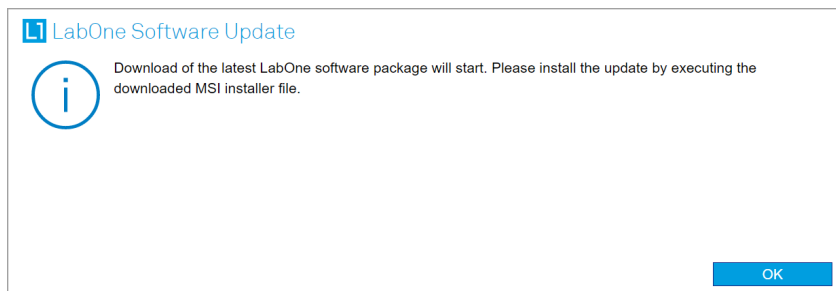 L1 LabOne Software Update
Download of the latest LabOne software package will start. Please install the update by executing the
downloaded MSI installer file.
i
OK